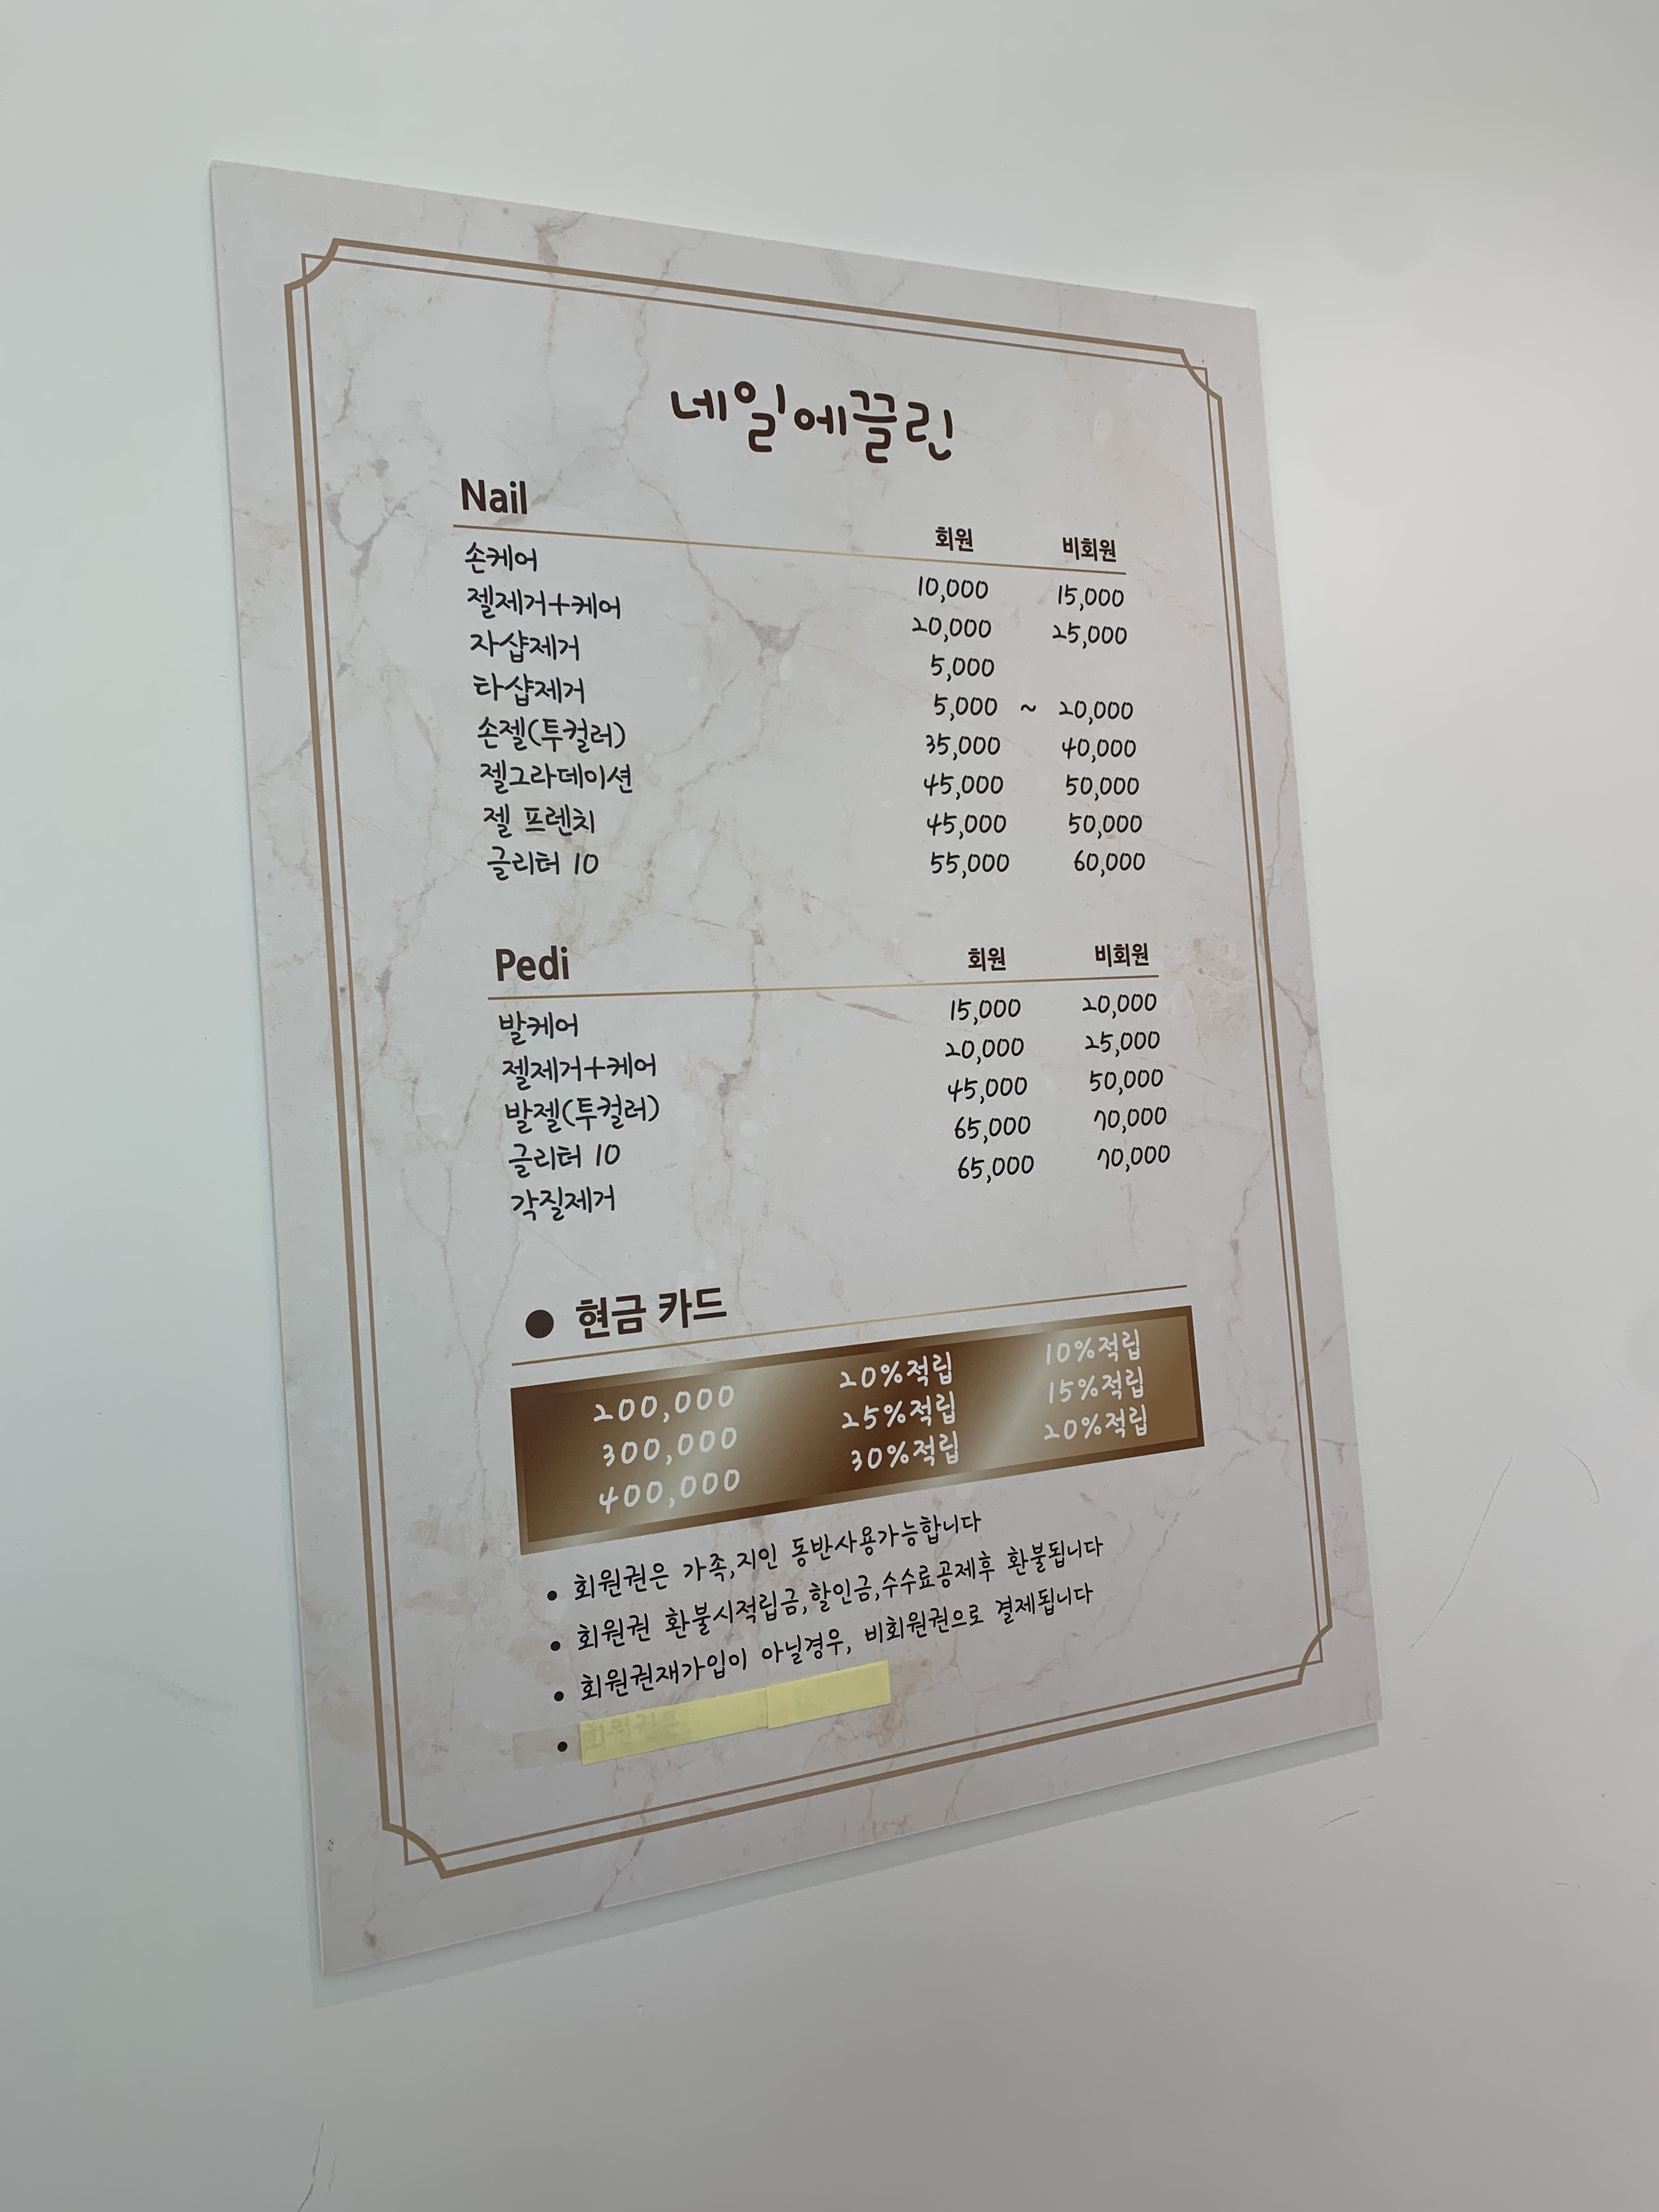 네일에끌린
Nail 회원 비회원
손케어 10,000 15,000
젤제거+케어 20,000 25,000
자샵제거 5,000
타샵제거 5,000 ~ 20,000
손젤(투컬러) 35,000 40,000
젤그라데이션 45,000 50,000
젤 프렌치 45,000 50,000
글리터 10 55,000 60,000
Pedi 회원 비회원
발케어 15,000 20,000
젤제거+케어 20,000 25,000
발젤(투컬러) 45,000 50,000
글리터 10 65,000 70,000
각질제거 65,000 70,000
● 현금 카드
200,000 20%적립 10%적립
300,000 25%적립 15%적립
400,000 30%적립 20%적립
• 회원권은 가족,지인 동반사용가능합니다
• 회원권 환불시적립금,할인금,수수료공제후 환불됩니다
• 회원권재가입이 아닐경우, 비회원권으로 결제됩니다